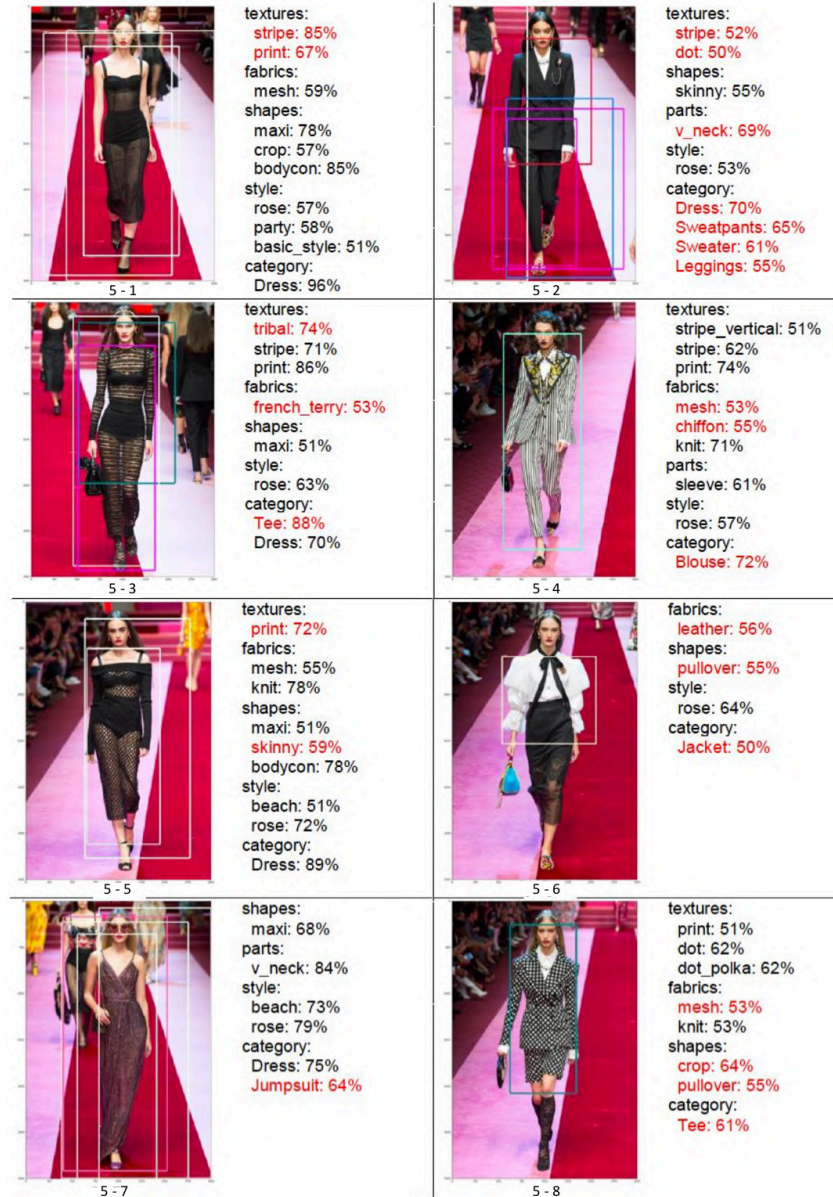 textures:
stripe: 85%
print: 67%
fabrics:
mesh: 59%
shapes:
maxi: 78%
crop: 57%
bodycon: 85%
style:
rose: 57%
party: 58%
basic_style: 51%
category:
Dress: 96%
5 - 1
textures:
stripe: 52%
dot: 50%
shapes:
skinny: 55%
parts:
v_neck: 69%
style:
rose: 53%
category:
Dress: 70%
Sweatpants: 65%
Sweater: 61%
Leggings: 55%
5 - 2
textures:
tribal: 74%
stripe: 71%
print: 86%
fabrics:
french_terry: 53%
shapes:
maxi: 51%
style:
rose: 63%
category:
Tee: 88%
Dress: 70%
5 - 3
textures:
stripe_vertical: 51%
stripe: 62%
print: 74%
fabrics:
mesh: 53%
chiffon: 55%
knit: 71%
parts:
sleeve: 61%
style:
rose: 57%
category:
Blouse: 72%
5 - 4
textures:
print: 72%
fabrics:
mesh: 55%
knit: 78%
shapes:
maxi: 51%
skinny: 59%
bodycon: 78%
style:
beach: 51%
rose: 72%
category:
Dress: 89%
5 - 5
fabrics:
leather: 56%
shapes:
pullover: 55%
style:
rose: 64%
category:
Jacket: 50%
5 - 6
shapes:
maxi: 68%
parts:
v_neck: 84%
style:
beach: 73%
rose: 79%
category:
Dress: 75%
Jumpsuit: 64%
5 - 7
textures:
print: 51%
dot: 62%
dot_polka: 62%
fabrics:
mesh: 53%
knit: 53%
shapes:
crop: 64%
pullover: 55%
category:
Tee: 61%
5 - 8